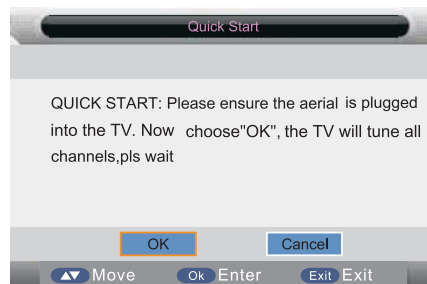 Quick Start
QUICK START: Please ensure the aerial is plugged
into the TV. Now choose"OK", the TV will tune all
channels,pls wait
OK Cancel
Move Ok Enter Exit Exit